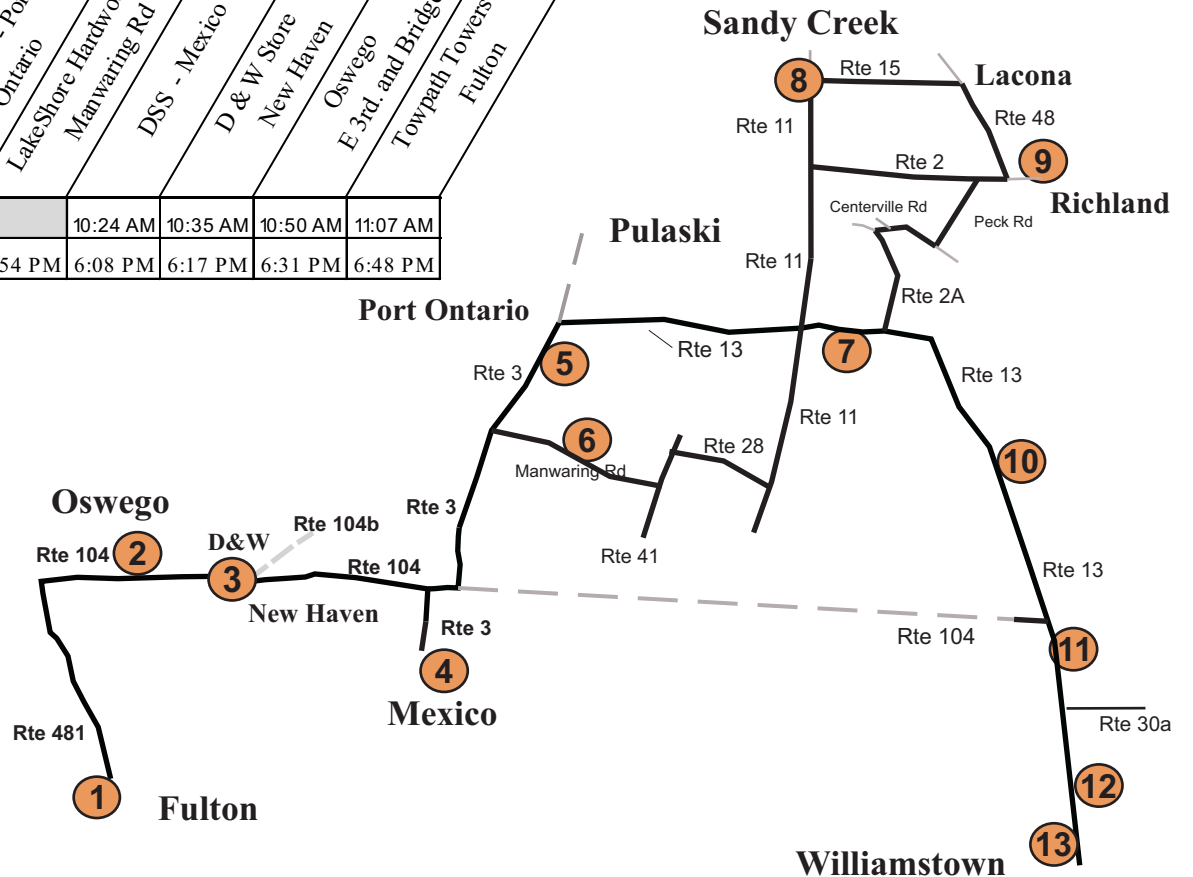 Ontario
LakeShore Hardwo
Manwaring Rd
DSS - Mexico
D & W Store
New Haven
Oswego
E 3rd. and Bridge
Towpath Towers
Fulton
10:24 AM 10:35 AM 10:50 AM 11:07 AM
54 PM 6:08 PM 6:17 PM 6:31 PM 6:48 PM
Sandy Creek
8
Rte 15
Lacona
Rte 11
Rte 48
Rte 2
9
Richland
Centerville Rd
Peck Rd
Pulaski
Rte 11
Rte 2A
Port Ontario
Rte 13
7
5
Rte 3
Rte 13
Rte 11
6
Rte 28
Manwaring Rd
10
Oswego
Rte 3
Rte 104b
D&W
Rte 104
2
Rte 41
3
Rte 104
Rte 13
New Haven
Rte 3
Rte 104
11
4
Mexico
Rte 30a
Rte 481
12
1
Fulton
13
Williamstown